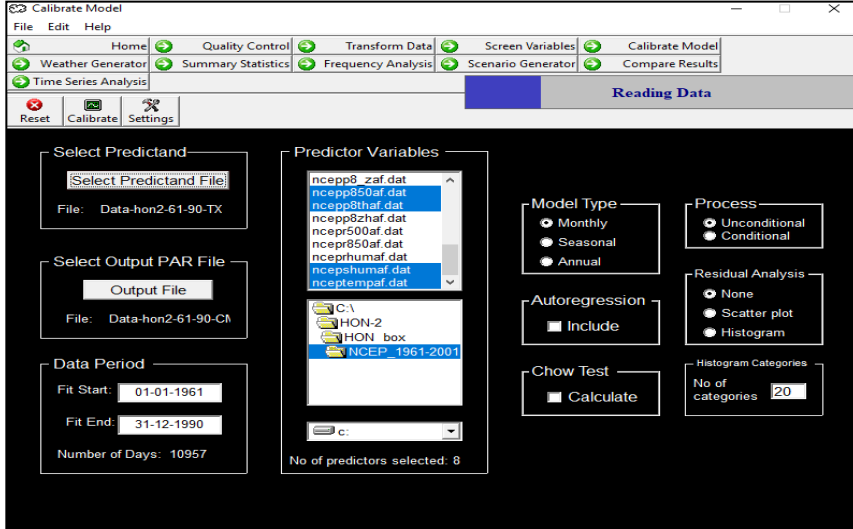 Calibrate Model
File Edit Help
Home Quality Control Transform Data Screen Variables Calibrate Model
Weather Generator Summary Statistics Frequency Analysis Scenario Generator Compare Results
Time Series Analysis
Reading Data
Reset Calibrate Settings
Select Predictand
Select Predictand File
File: Data-hon2-61-90-TX
Select Output PAR File
Output File
File: Data-hon2-61-90-CM
Data Period
Fit Start: 01-01-1961
Fit End: 31-12-1990
Number of Days: 10957
Predictor Variables
ncepp8_zaf.dat
ncepp850af.dat
ncepp8thaf.dat
ncepp8zhaf.dat
ncepr500af.dat
ncepr850af.dat
nceprhumaf.dat
ncepshumaf.dat
nceptempaf.dat
C:\
HON-2
HON_box
NCEP_1961-2001
c:
No of predictors selected: 8
Model Type
Monthly
Seasonal
Annual
Autoregression
Include
Chow Test
Calculate
Process
Unconditional
Conditional
Residual Analysis
None
Scatter plot
Histogram
Histogram Categories
No of
categories 20